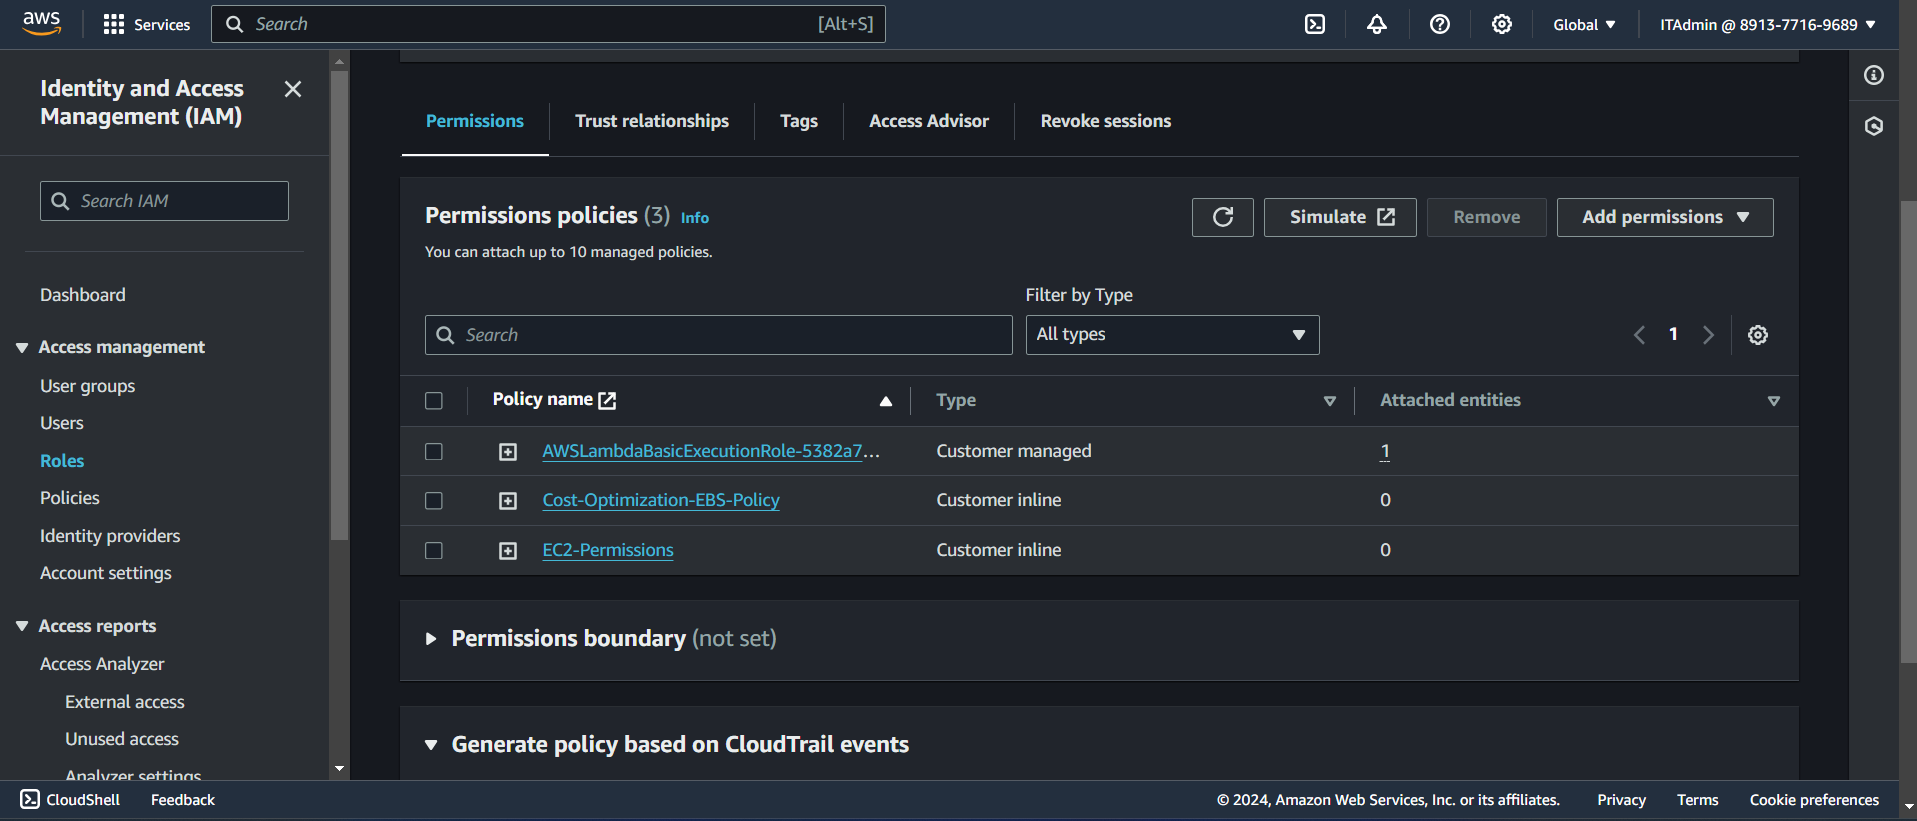 aws
Services
Search
[Alt+S]
Global
ITAdmin @ 8913-7716-9689
Identity and Access
Management (IAM)
Search IAM
Dashboard
Access management
User groups
Users
Roles
Policies
Identity providers
Account settings
Access reports
Access Analyzer
External access
Unused access
Analyzer settings
Permissions
Trust relationships
Tags
Access Advisor
Revoke sessions
Permissions policies (3) Info
Simulate
Remove
Add permissions
You can attach up to 10 managed policies.
Filter by Type
Search
All types
1
Policy name
Type
Attached entities
AWSLambdaBasicExecutionRole-5382a7...
Customer managed
1
Cost-Optimization-EBS-Policy
Customer inline
0
EC2-Permissions
Customer inline
0
Permissions boundary (not set)
Generate policy based on CloudTrail events
CloudShell
Feedback
© 2024, Amazon Web Services, Inc. or its affiliates.
Privacy
Terms
Cookie preferences